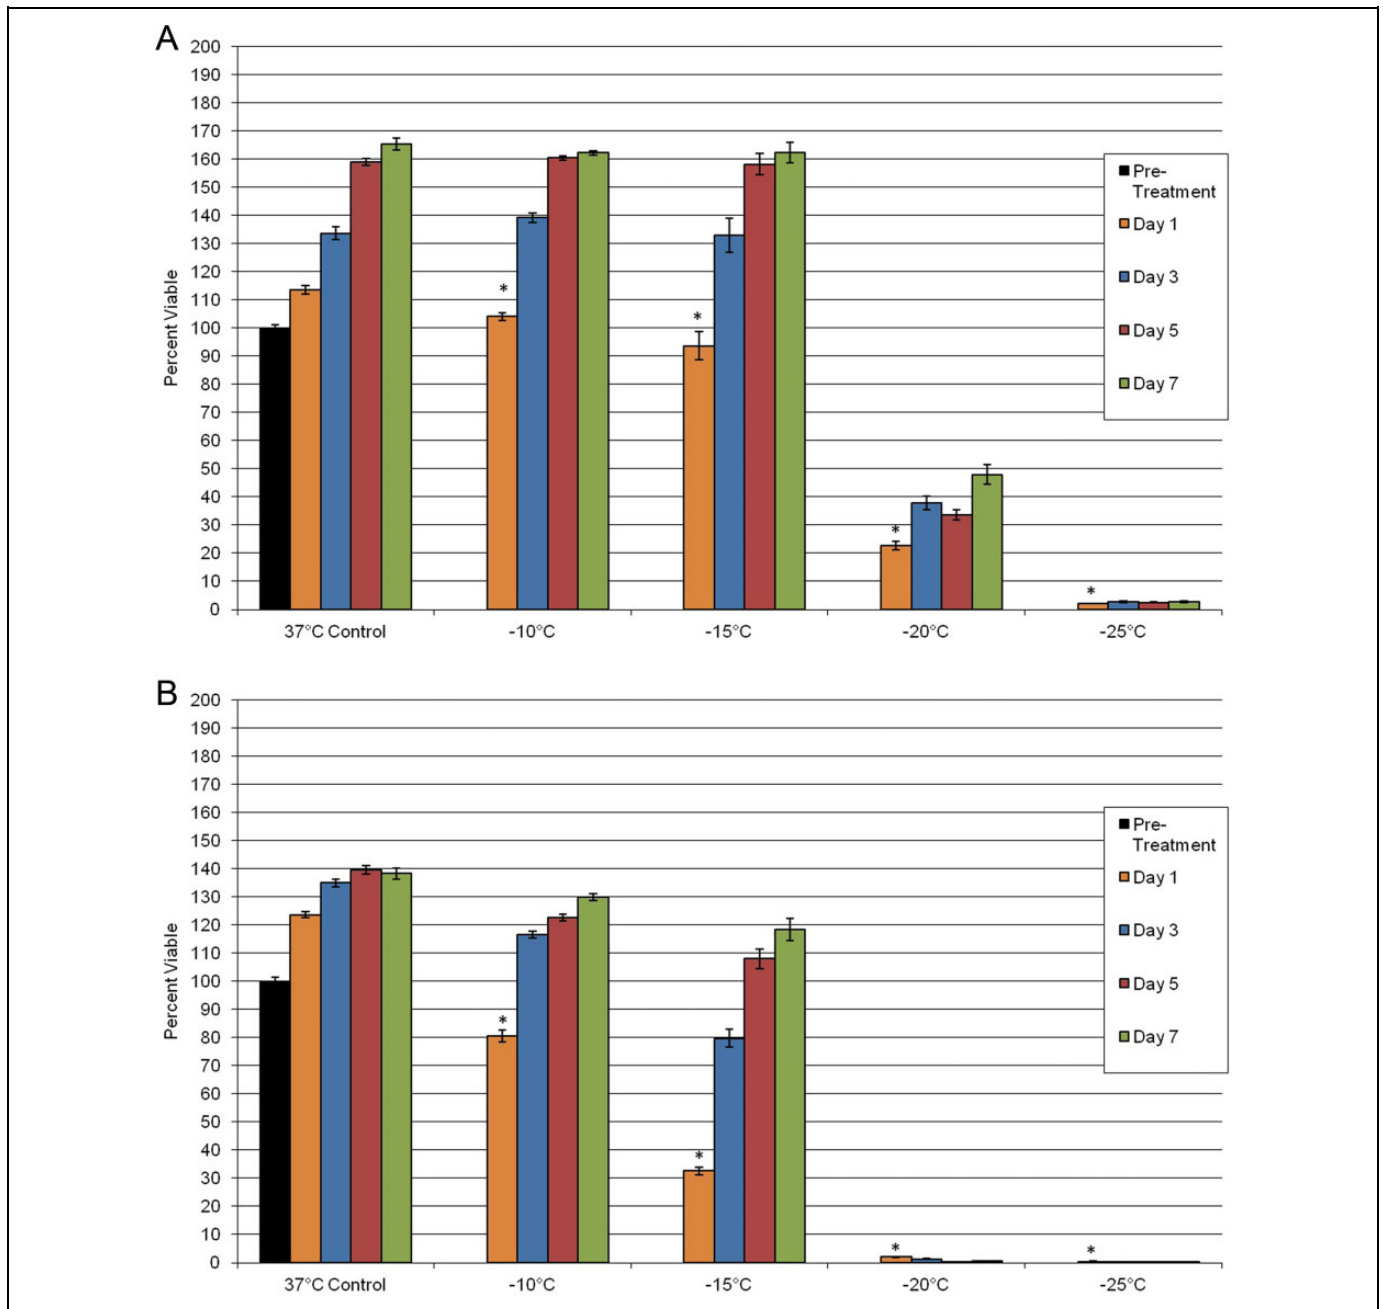 A
200
190
180
170
160
150
140
130
120
110
100
90
80
70
60
50
40
30
20
10
0
Percent Viable
* * * *
37°C Control -10°C -15°C -20°C -25°C
Pre-
Treatment
Day 1
Day 3
Day 5
Day 7
B
200
190
180
170
160
150
140
130
120
110
100
90
80
70
60
50
40
30
20
10
0
Percent Viable
* * * *
37°C Control -10°C -15°C -20°C -25°C
Pre-
Treatment
Day 1
Day 3
Day 5
Day 7